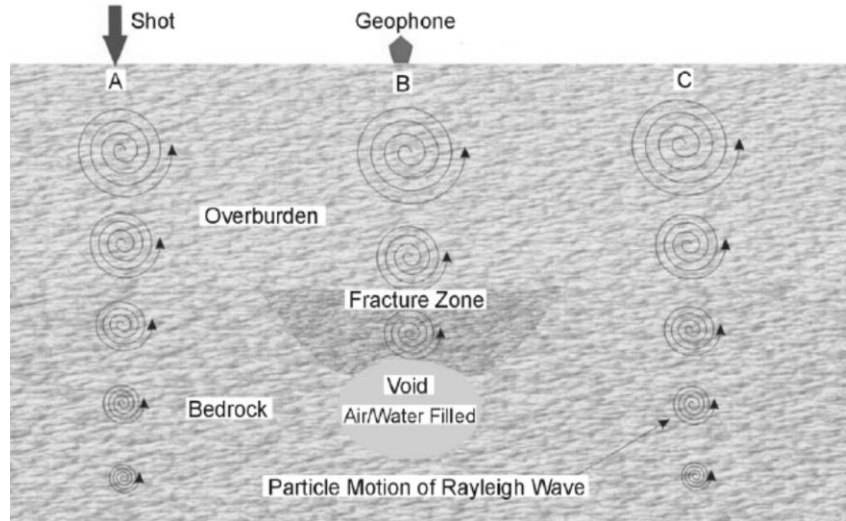 Shot
Geophone
A
B
C
Overburden
Fracture Zone
Void
Air/Water Filled
Bedrock
Particle Motion of Rayleigh Wave